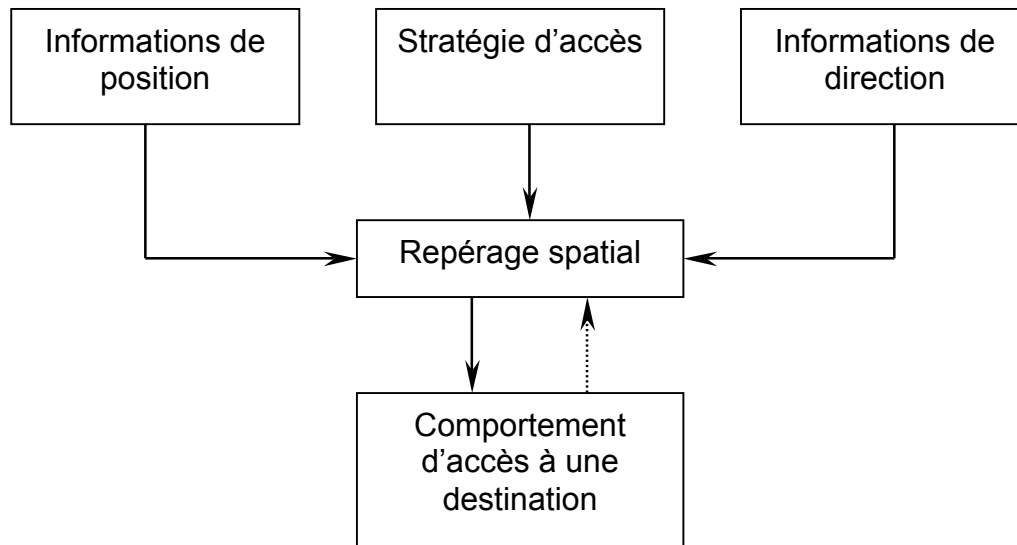 Informations de
position
Stratégie d’accès
Informations de
direction
Repérage spatial
Comportement
d’accès à une
destination